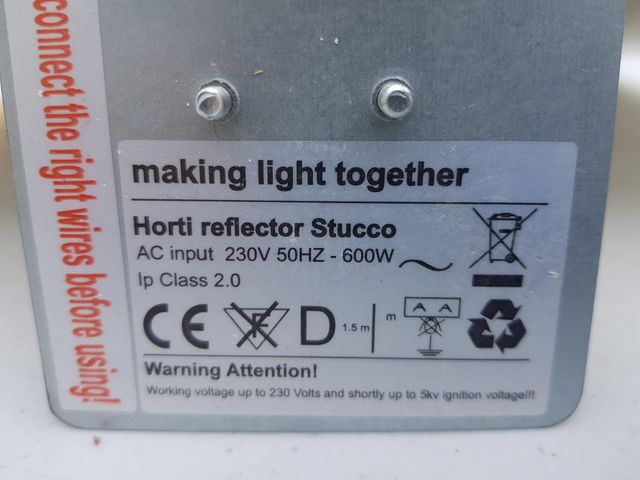 connect the right wires before using!
making light together
Horti reflector Stucco
AC input 230V 50HZ - 600W
Ip Class 2.0
CE F D 1.5 m m A A
Warning Attention!
Working voltage up to 230 Volts and shortly up to 5kv ignition voltage!!!